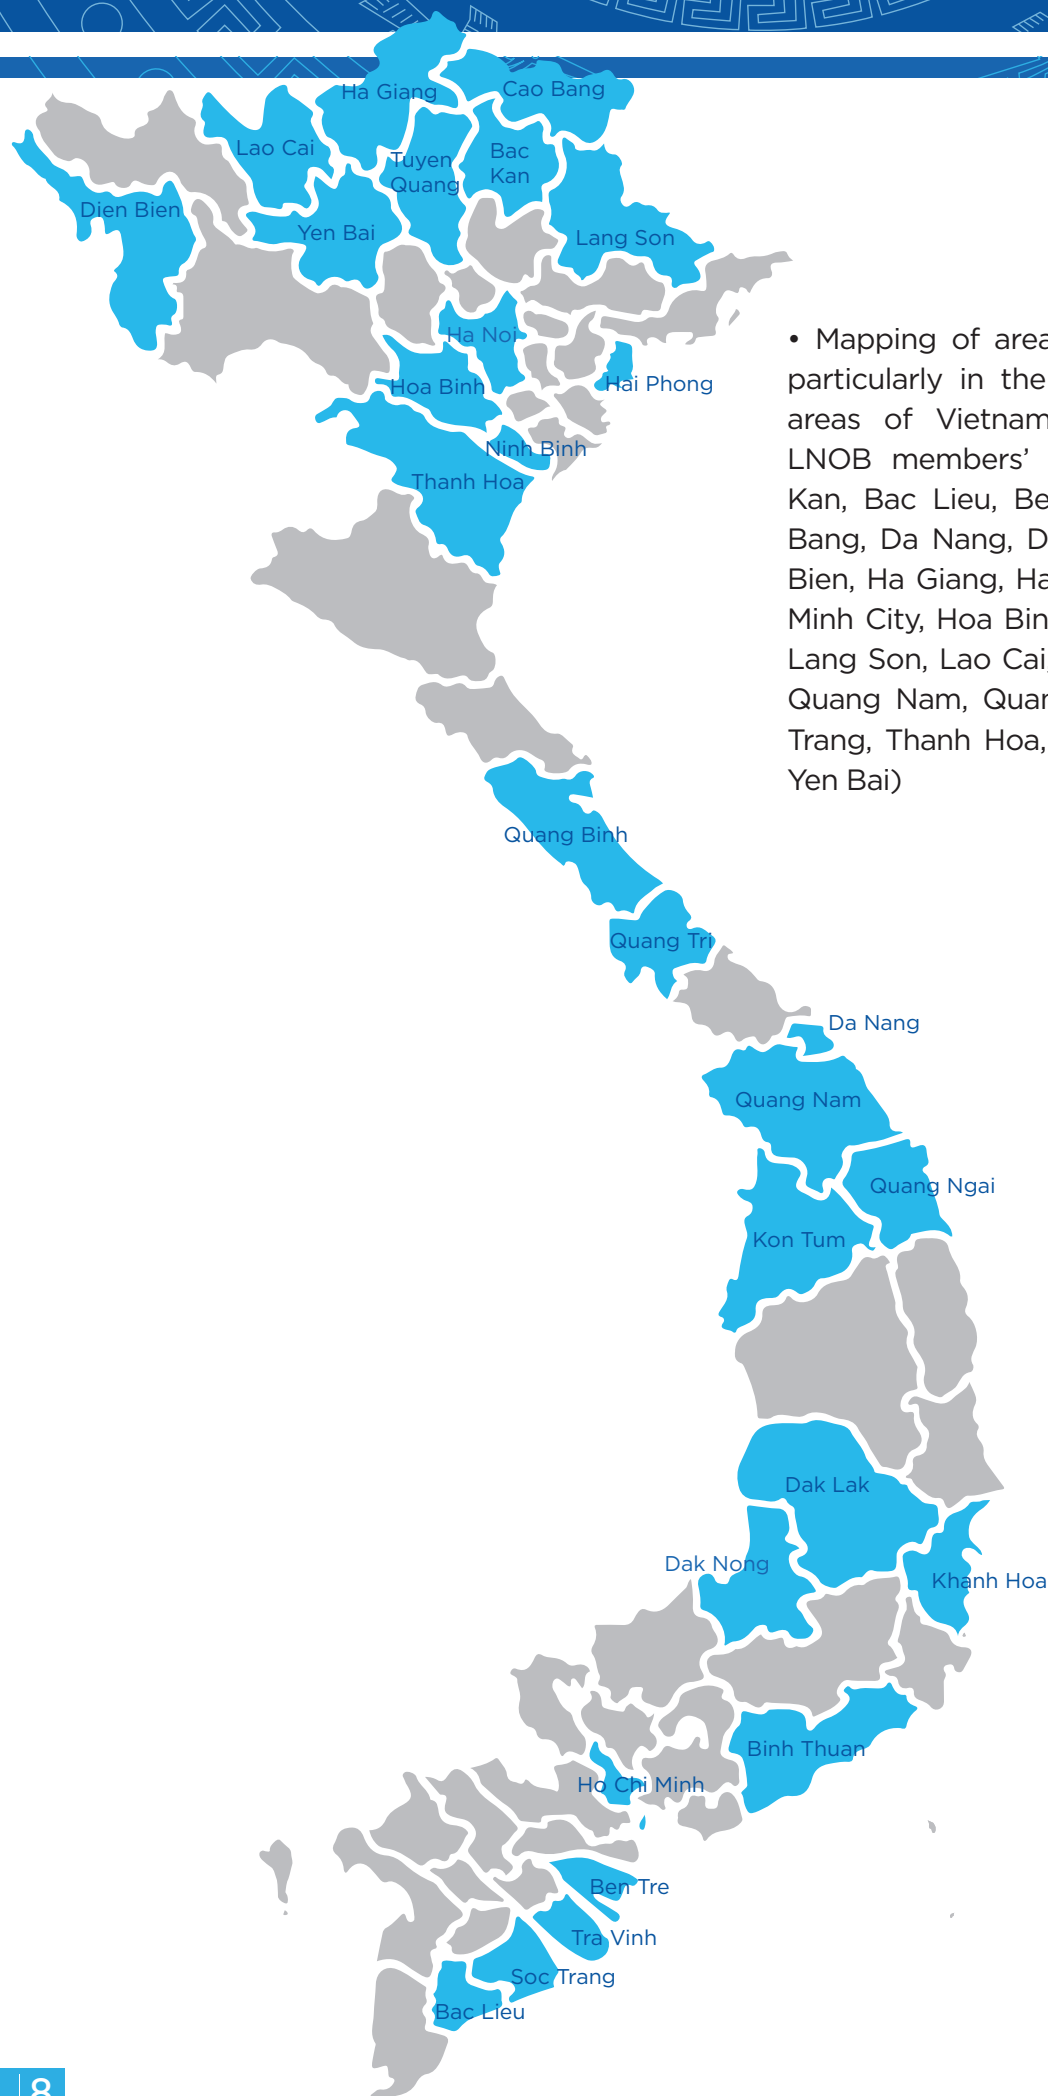 Ha Giang
Cao Bang
Lao Cai
Tuyen
Quang
Bac
Kan
Dien Bien
Yen Bai
Lang Son
Ha Noi
Hoa Binh
Hai Phong
Ninh Binh
Thanh Hoa
• Mapping of area
particularly in the
areas of Vietnam
LNOB members’
Kan, Bac Lieu, Be
Bang, Da Nang, D
Bien, Ha Giang, Ha
Minh City, Hoa Bin
Lang Son, Lao Cai,
Quang Nam, Quan
Trang, Thanh Hoa,
Yen Bai)
Quang Binh
Quang Tri
Da Nang
Quang Nam
Quang Ngai
Kon Tum
Dak Lak
Dak Nong
Khanh Hoa
Binh Thuan
Ho Chi Minh
Ben Tre
Tra Vinh
Soc Trang
Bac Lieu
8